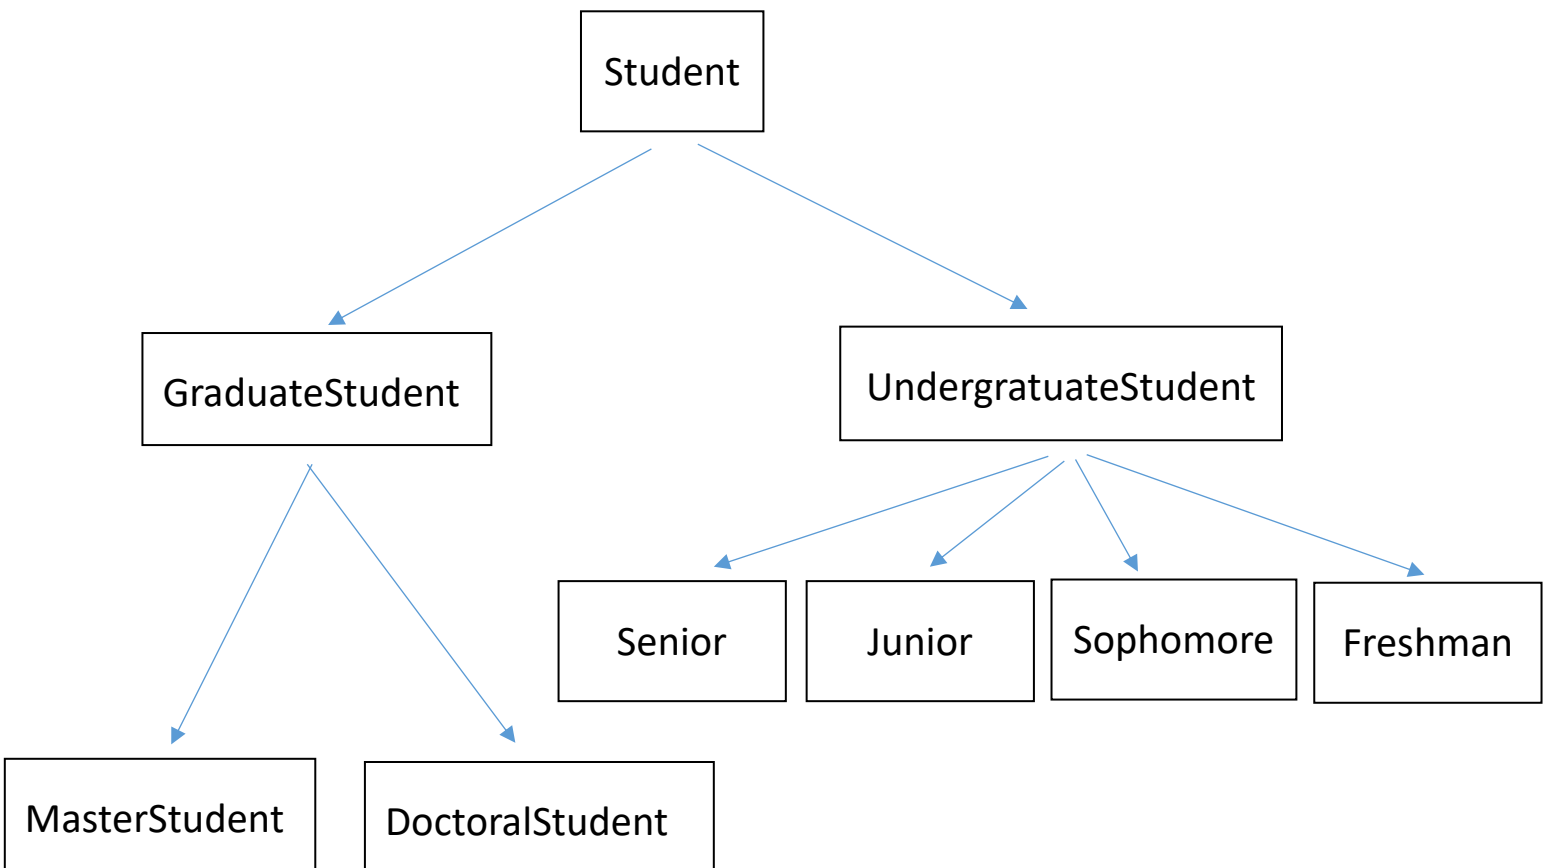 Student
GraduateStudent
UndergratuateStudent
Senior
Junior
Sophomore
Freshman
MasterStudent
DoctoralStudent